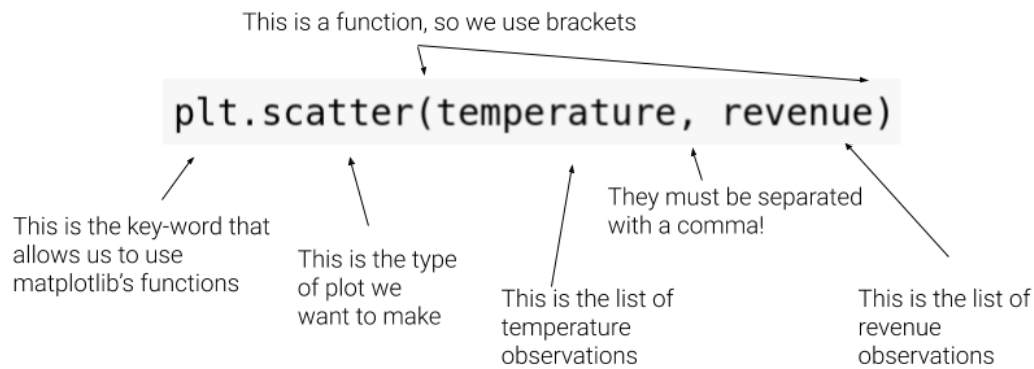 This is a function, so we use brackets
plt.scatter(temperature, revenue)
This is the key-word that
allows us to use
matplotlib's functions
This is the type
of plot we
want to make
This is the list of
temperature
observations
They must be separated
with a comma!
This is the list of
revenue
observations